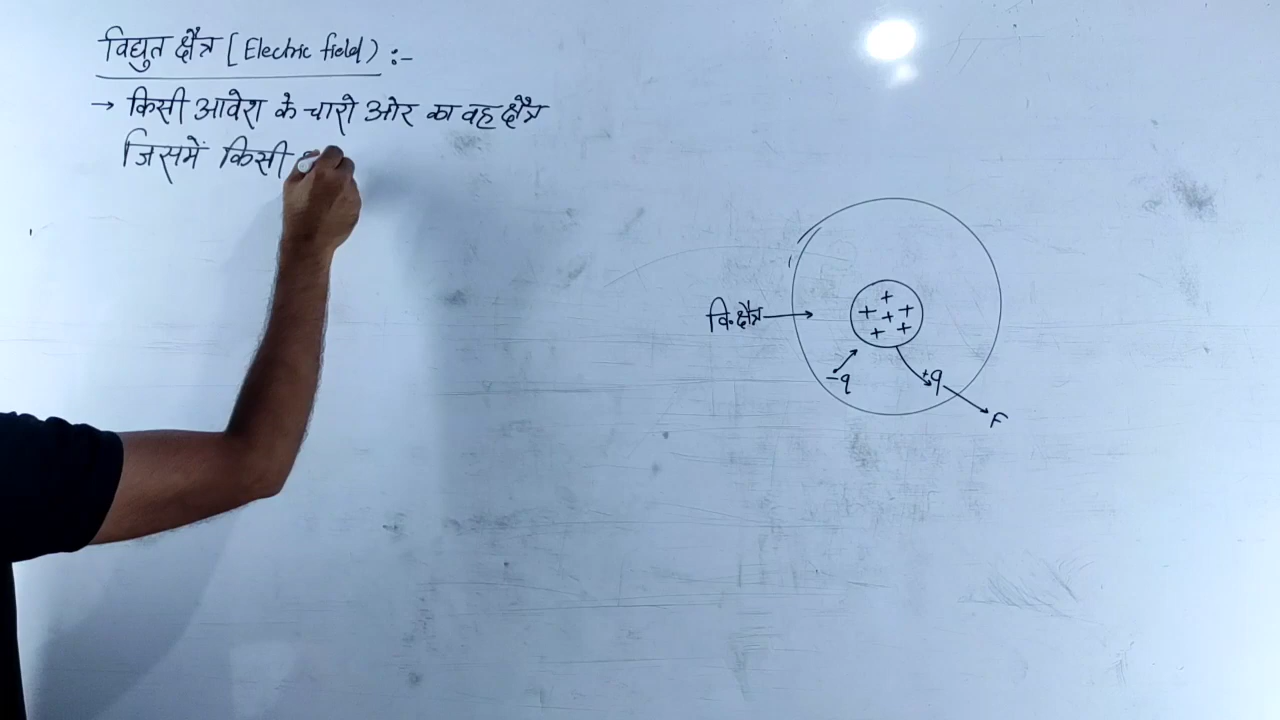 विद्युत क्षैत्र [Electric field) :-
→ किसी आवेश के चारो ओर का वह क्षैत्र
जिसमें किसी
वि.क्षैत्र →
+
+ +
+
+ +
-q
+q
F